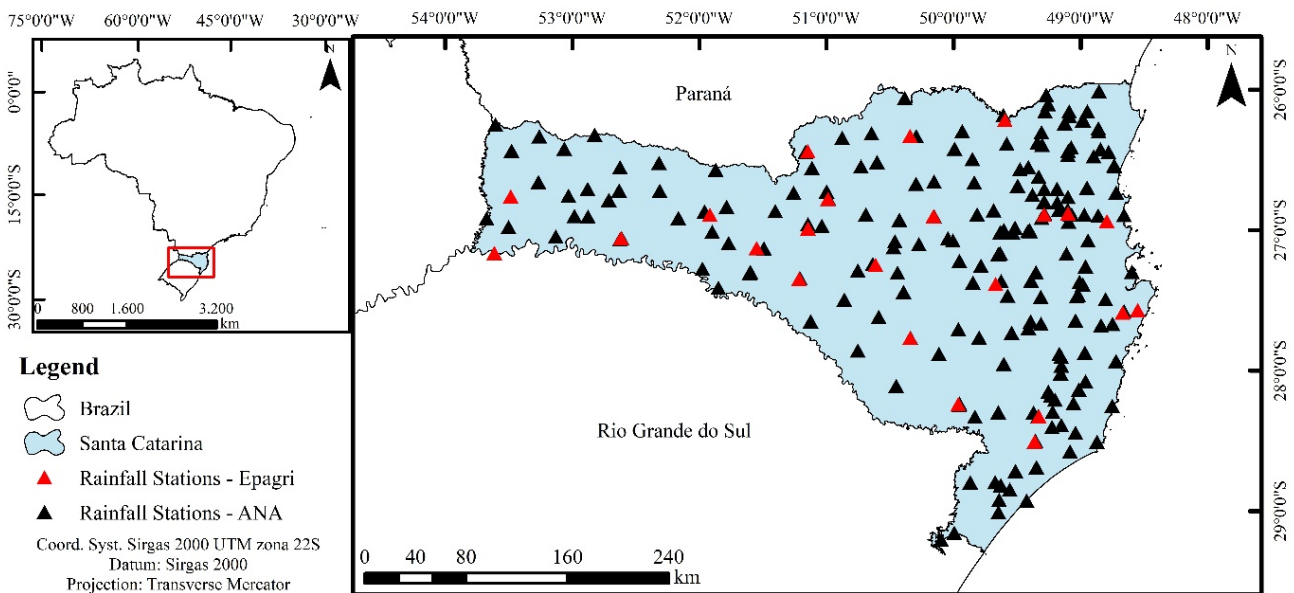 75°0'0"W 60°0'0"W 45°0'0"W 30°0'0"W
0°0'0"
15°0'0"S
30°0'0"S
N
0 800 1.600 3.200
km
54°0'0"W 53°0'0"W 52°0'0"W 51°0'0"W 50°0'0"W 49°0'0"W 48°0'0"W
N
26°0'0"S
27°0'0"S
28°0'0"S
29°0'0"S
Paraná
Rio Grande do Sul
0 40 80 160 240
km
Legend
Brazil
Santa Catarina
Rainfall Stations - Epagri
Rainfall Stations - ANA
Coord. Syst. Sirgas 2000 UTM zona 22S
Datum: Sirgas 2000
Projection: Transverse Mercator